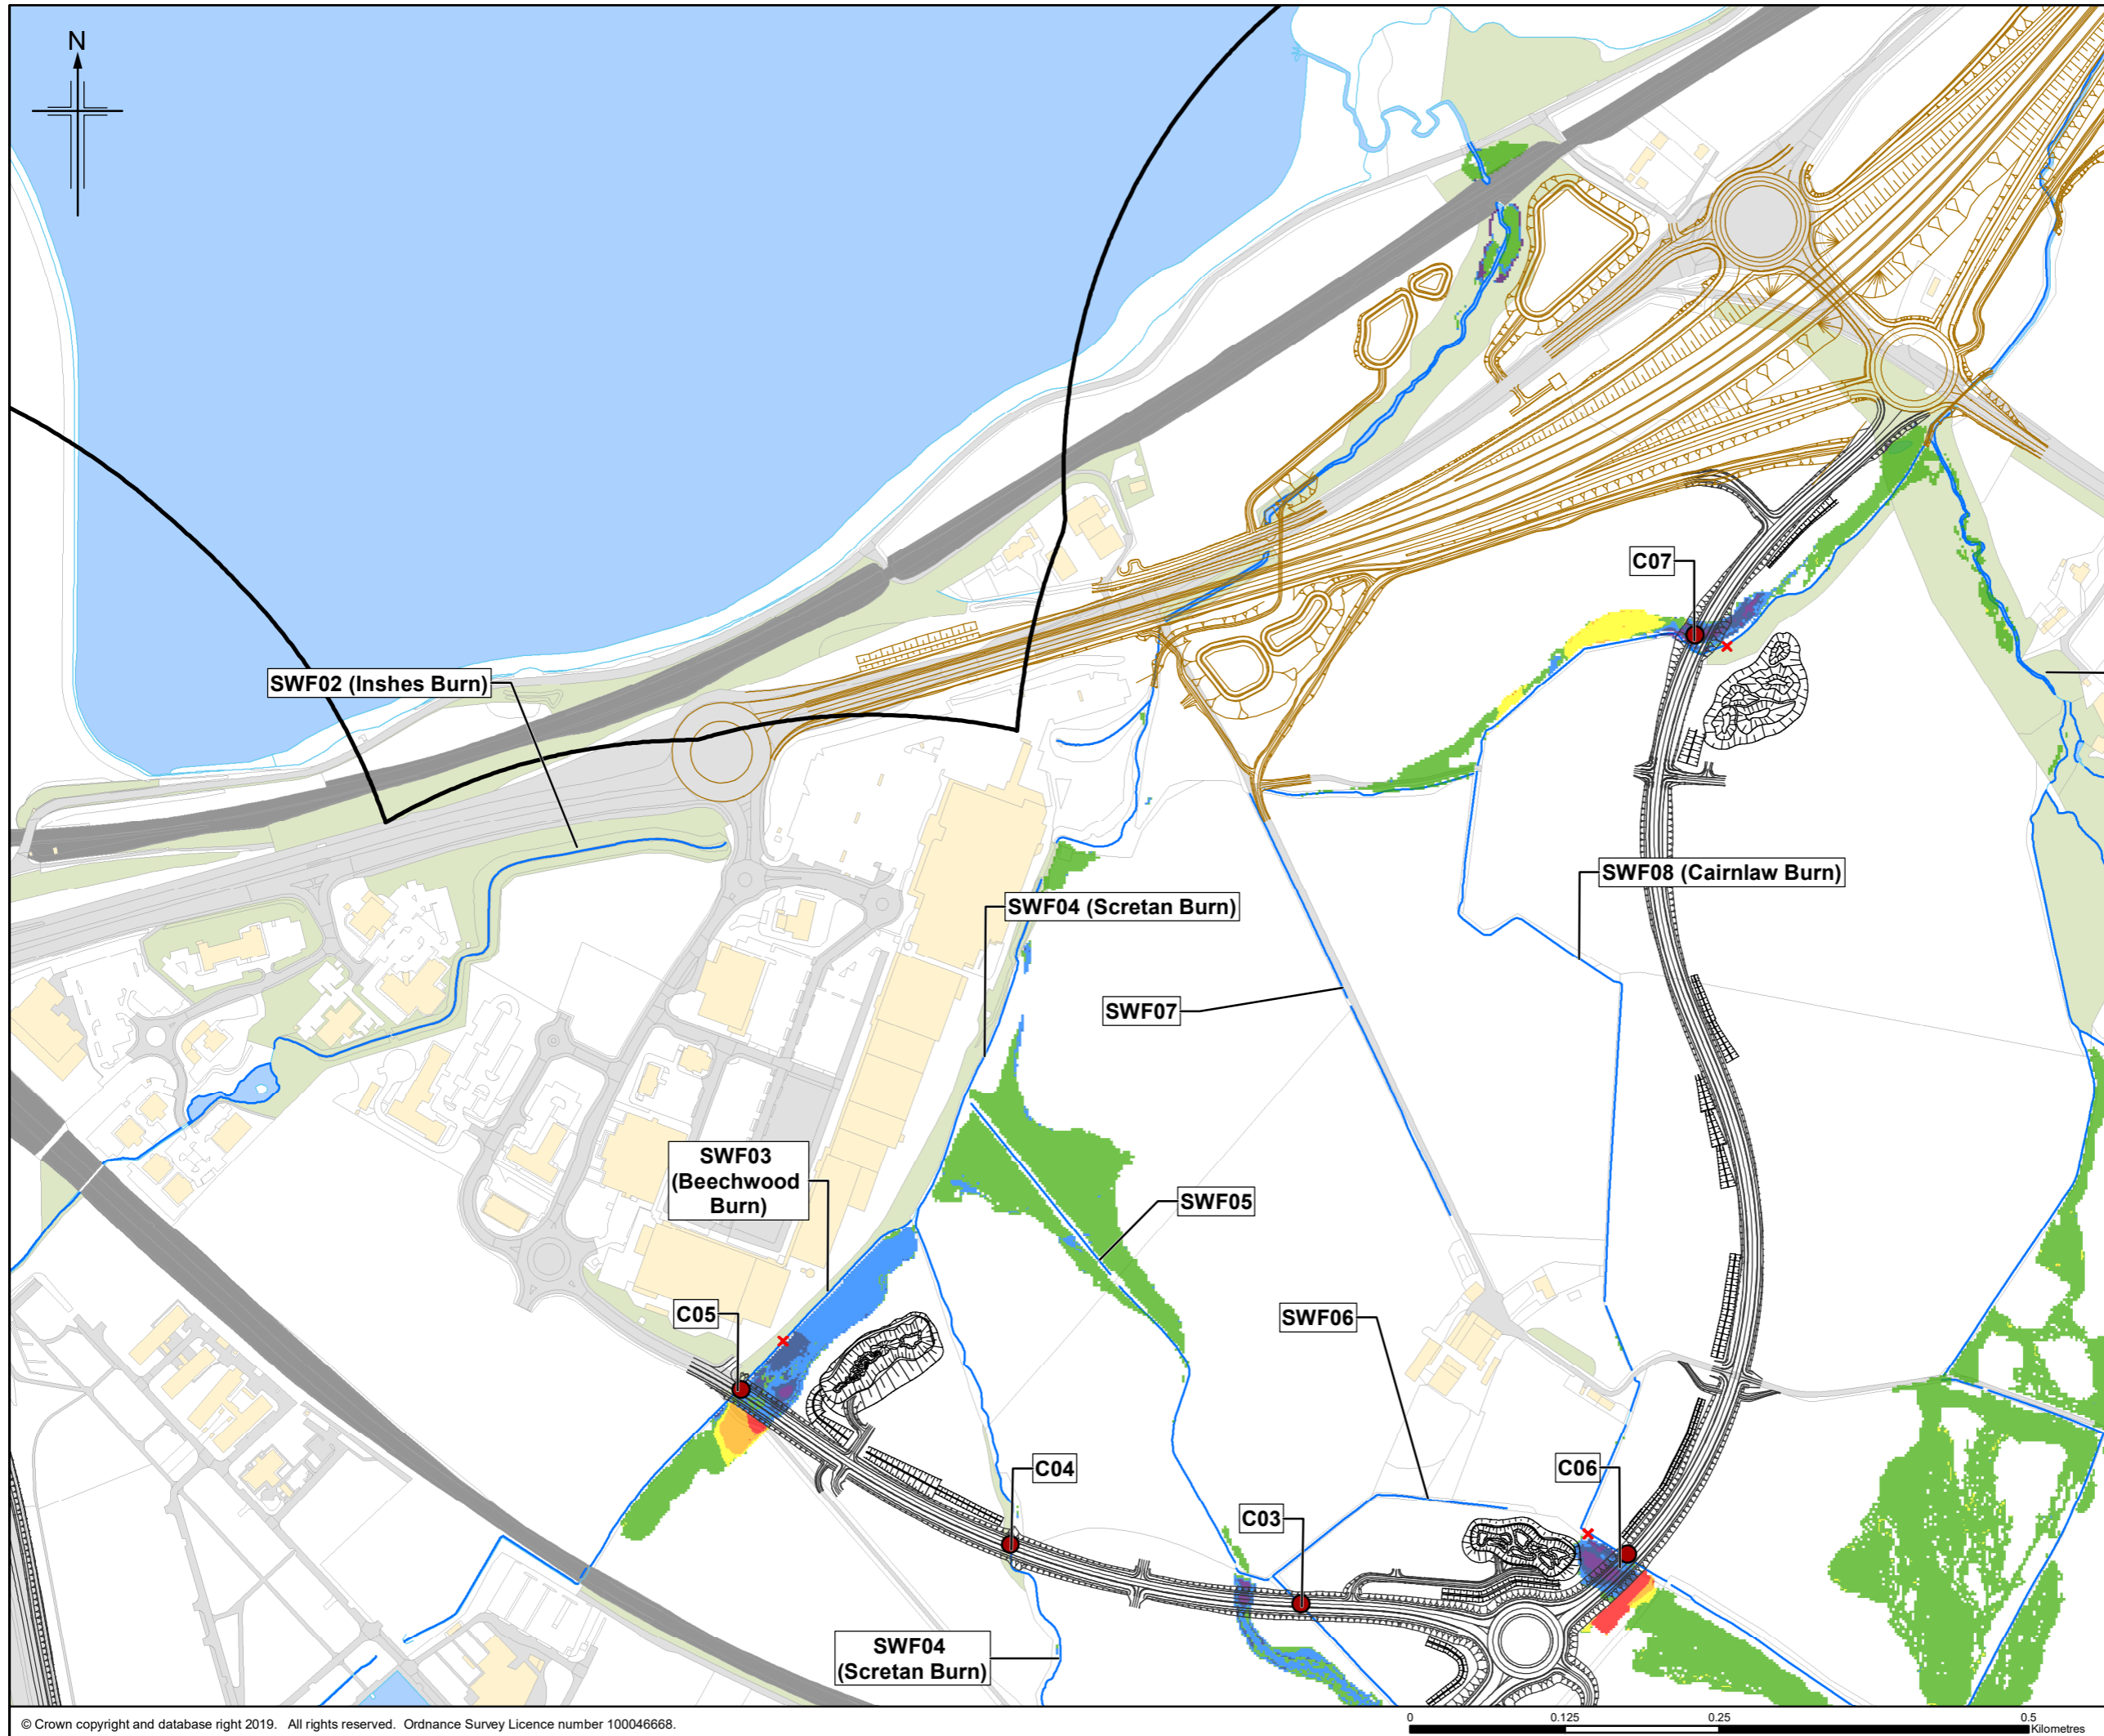 N
C07
SWF02 (Inshes Burn)
SWF08 (Cairnlaw Burn)
SWF04 (Scretan Burn)
SWF07
SWF03
(Beechwood
Burn)
SWF05
C05
SWF06
C04
C06
C03
SWF04
(Scretan Burn)
© Crown copyright and database right 2019. All rights reserved. Ordnance Survey Licence number 100046668.
0 0.125 0.25 0.5
Kilometres